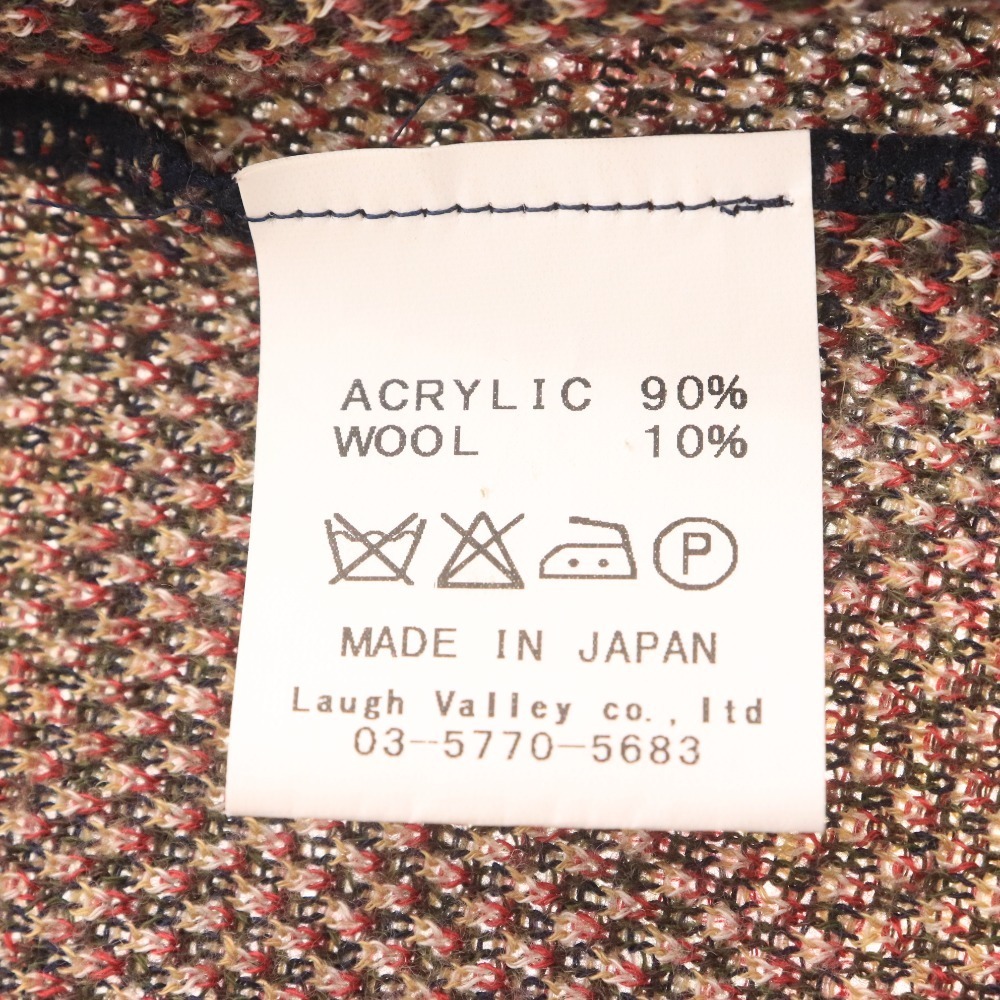 ACRYLIC 90%
WOOL 10%
P
MADE IN JAPAN
Laugh Valley co., ltd
03-5770-5683